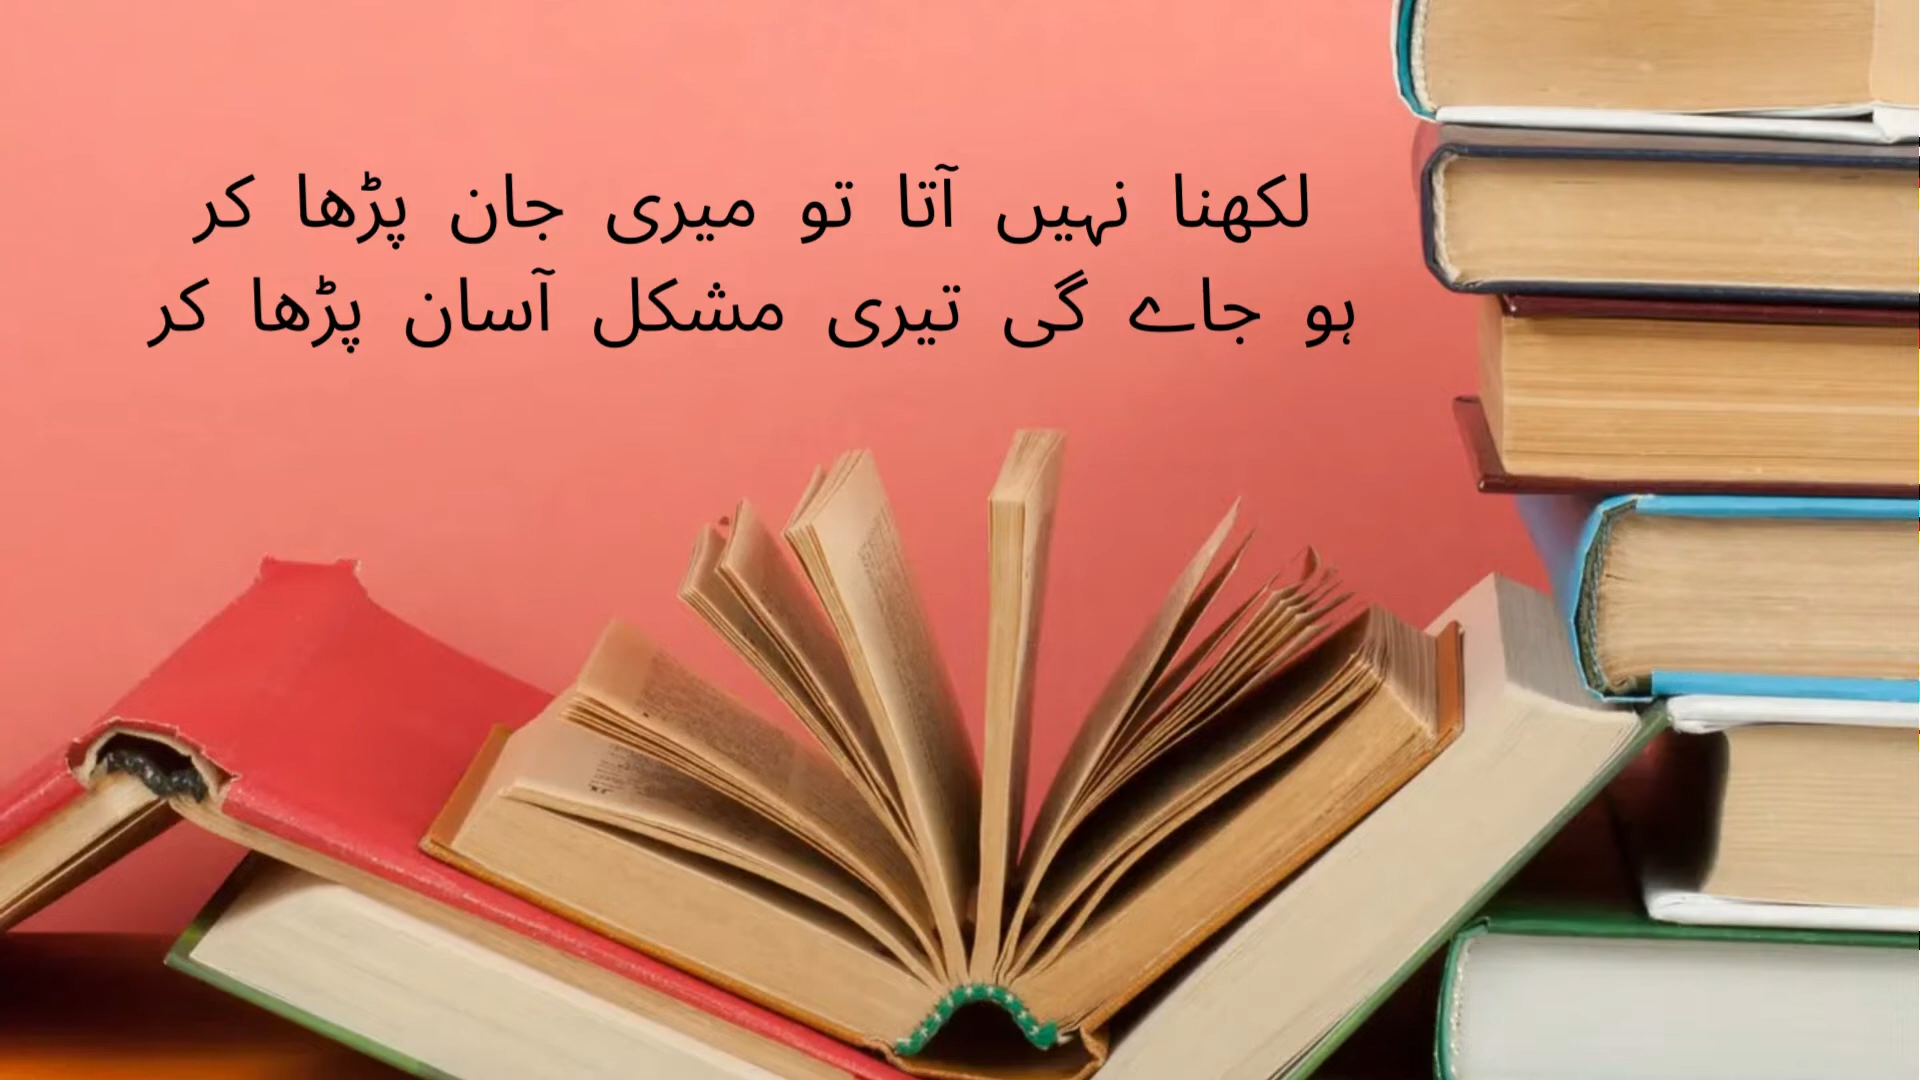 لکھنا نہیں آتا تو میری جان پڑھا کر
ہو جاے گی تیری مشکل آسان پڑھا کر